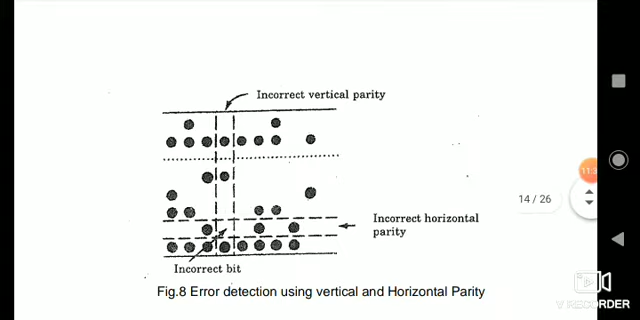 Incorrect vertical parity
11:
14 / 26
Incorrect horizontal
parity
Incorrect bit
Fig.8 Error detection using vertical and Horizontal Parity
RECORDER